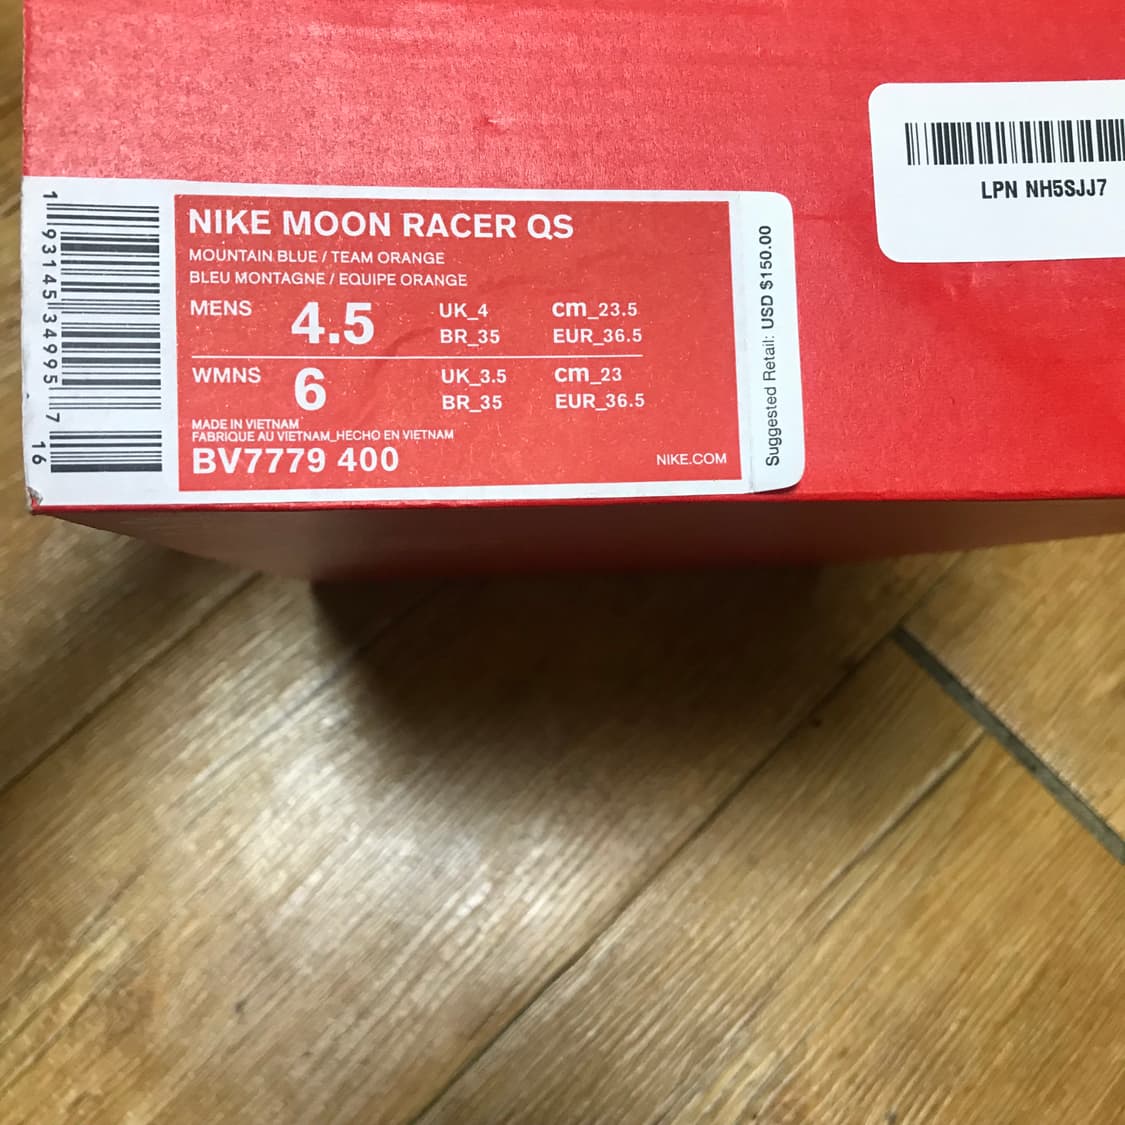 LPN NH5SJJ7
NIKE MOON RACER QS
MOUNTAIN BLUE / TEAM ORANGE
BLEU MONTAGNE / EQUIPE ORANGE
MENS 4.5 UK_4 cm_23.5
BR_35 EUR_36.5
WMNS 6 UK_3.5 cm_23
BR_35 EUR_36.5
MADE IN VIETNAM
FABRIQUE AU VIETNAM_HECHO EN VIETNAM
BV7779 400 NIKE.COM
1 93145 34995 7 16
Suggested Retail: USD $150.00